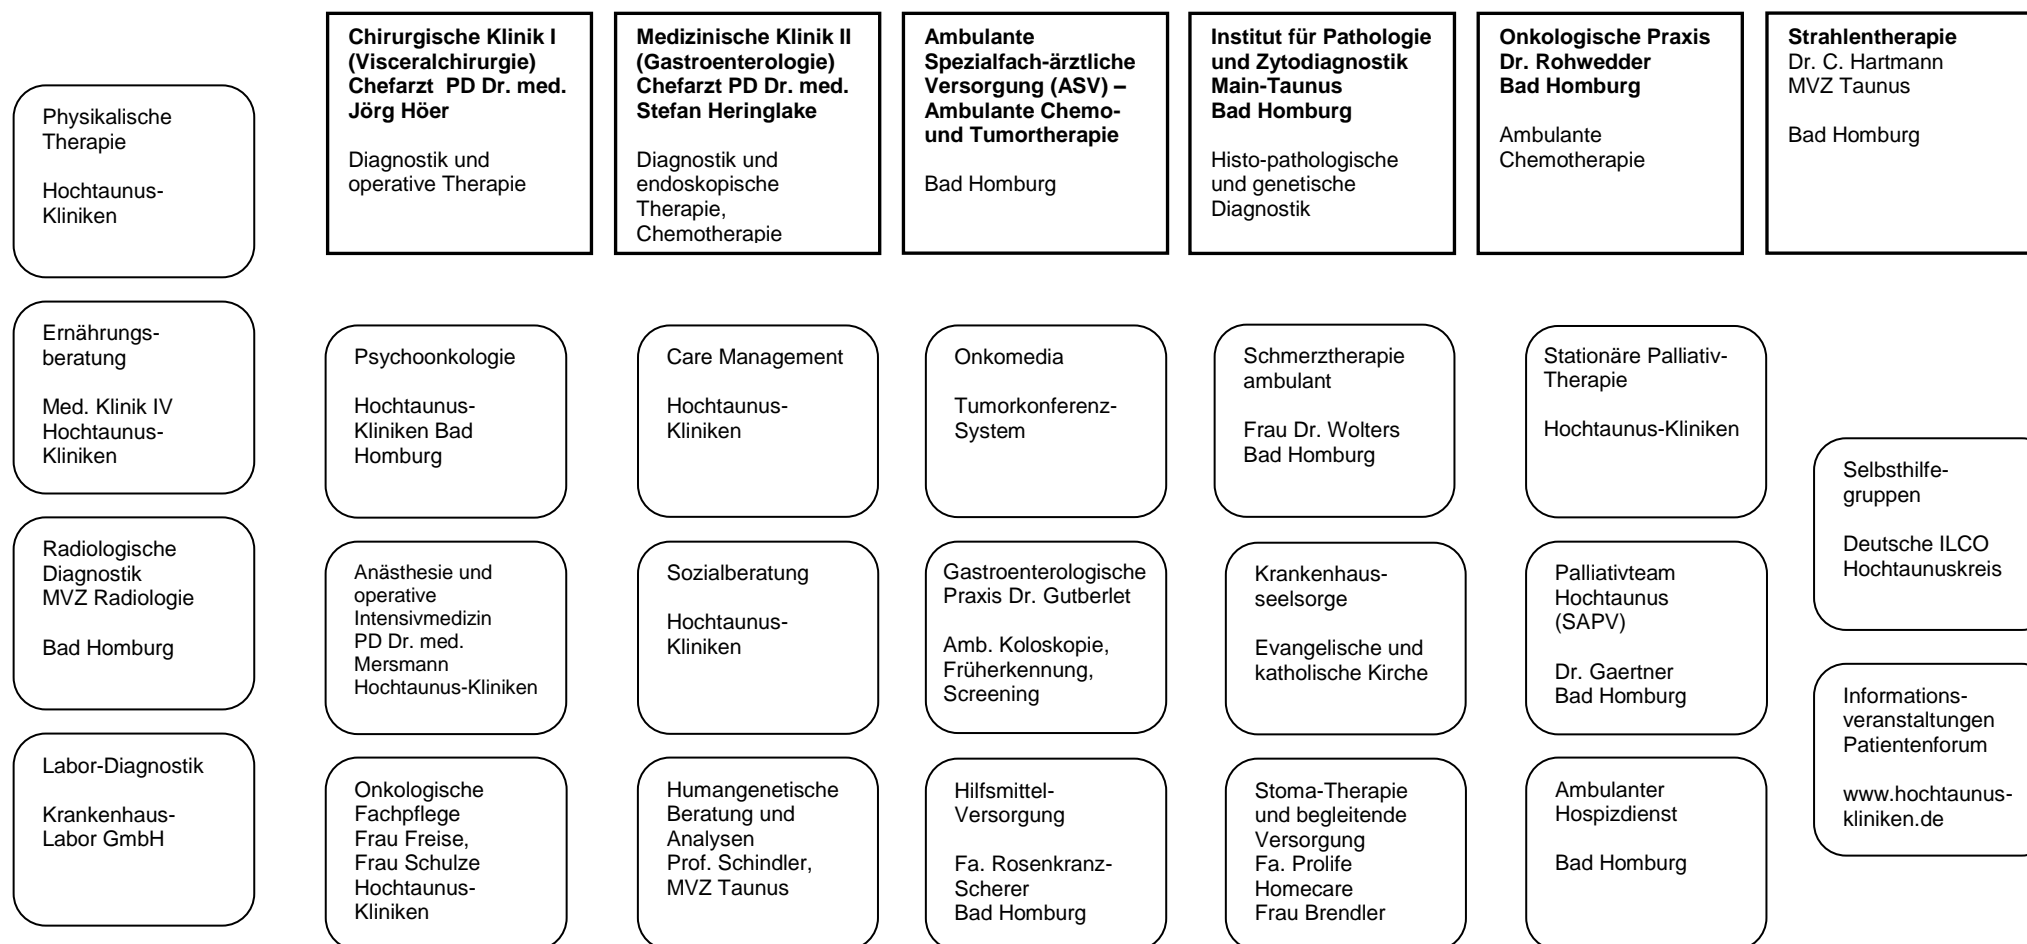 Chirurgische Klinik I
(Visceralchirurgie)
Chefarzt PD Dr. med.
Jörg Höer
Diagnostik und
operative Therapie
Medizinische Klinik II
(Gastroenterologie)
Chefarzt PD Dr. med.
Stefan Heringlake
Diagnostik und
endoskopische
Therapie,
Chemotherapie
Ambulante
Spezialfach-ärztliche
Versorgung (ASV) –
Ambulante Chemo-
und Tumortherapie
Bad Homburg
Institut für Pathologie
und Zytodiagnostik
Main-Taunus
Bad Homburg
Histo-pathologische
und genetische
Diagnostik
Onkologische Praxis
Dr. Rohwedder
Bad Homburg
Ambulante
Chemotherapie
Strahlentherapie
Dr. C. Hartmann
MVZ Taunus
Bad Homburg
Physikalische
Therapie
Hochtaunus-
Kliniken
Ernährungs-
beratung
Med. Klinik IV
Hochtaunus-
Kliniken
Radiologische
Diagnostik
MVZ Radiologie
Bad Homburg
Labor-Diagnostik
Krankenhaus-
Labor GmbH
Psychoonkologie
Hochtaunus-
Kliniken Bad
Homburg
Care Management
Hochtaunus-
Kliniken
Onkomedia
Tumorkonferenz-
System
Schmerztherapie
ambulant
Frau Dr. Wolters
Bad Homburg
Stationäre Palliativ-
Therapie
Hochtaunus-Kliniken
Anästhesie und
operative
Intensivmedizin
PD Dr. med.
Mersmann
Hochtaunus-Kliniken
Sozialberatung
Hochtaunus-
Kliniken
Gastroenterologische
Praxis Dr. Gutberlet
Amb. Koloskopie,
Früherkennung,
Screening
Krankenhaus-
seelsorge
Evangelische und
katholische Kirche
Palliativteam
Hochtaunus
(SAPV)
Dr. Gaertner
Bad Homburg
Onkologische
Fachpflege
Frau Freise,
Frau Schulze
Hochtaunus-
Kliniken
Humangenetische
Beratung und
Analysen
Prof. Schindler,
MVZ Taunus
Hilfsmittel-
Versorgung
Fa. Rosenkranz-
Scherer
Bad Homburg
Stoma-Therapie
und begleitende
Versorgung
Fa. Prolife
Homecare
Frau Brendler
Ambulanter
Hospizdienst
Bad Homburg
Selbsthilfe-
gruppen
Deutsche ILCO
Hochtaunuskreis
Informations-
veranstaltungen
Patientenforum
www.hochtaunus-
kliniken.de